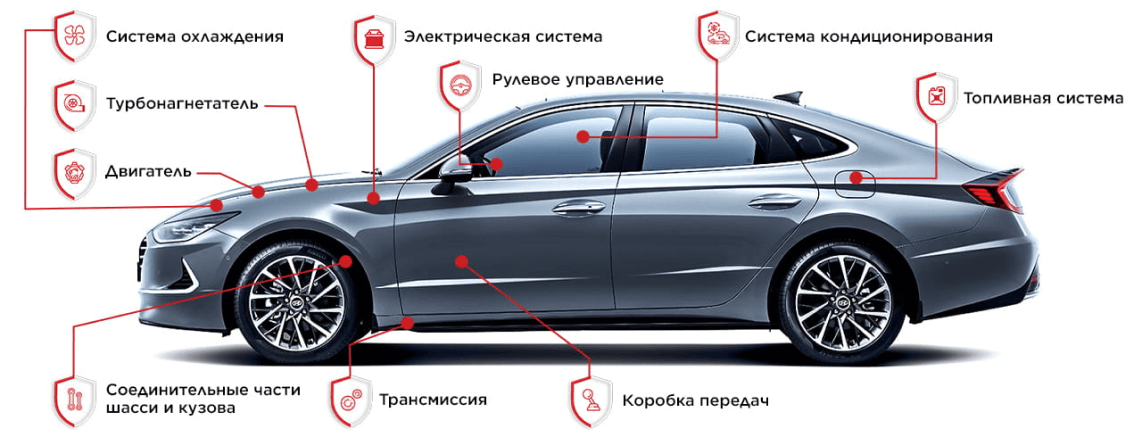 Система охлаждения
Электрическая система
Система кондиционирования
Рулевое управление
Турбонагнетатель
Топливная система
Двигатель
Соединительные части
шасси и кузова
Трансмиссия
Коробка передач